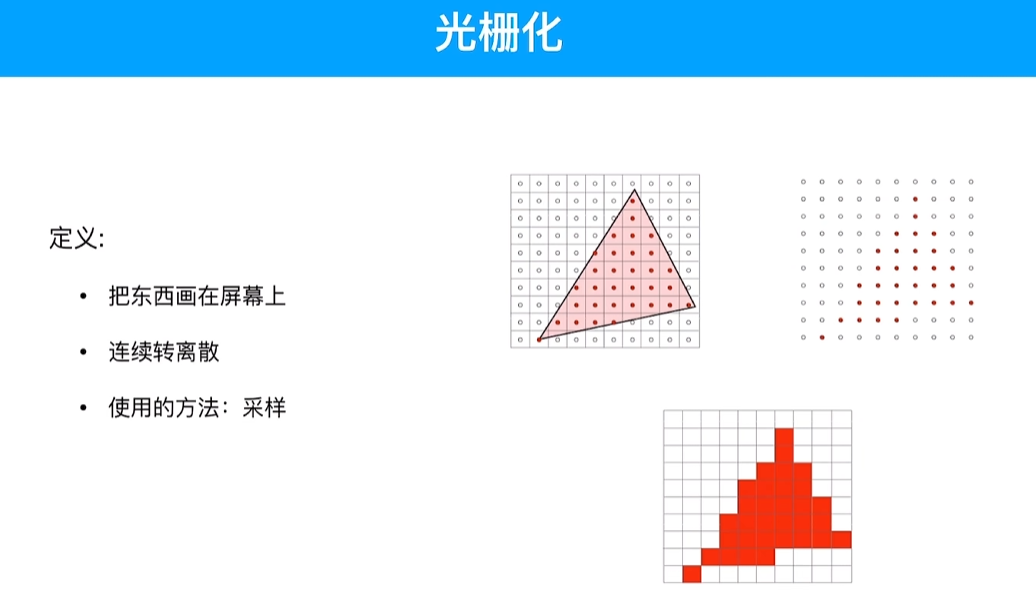 光栅化
定义:
• 把东西画在屏幕上
• 连续转离散
• 使用的方法：采样